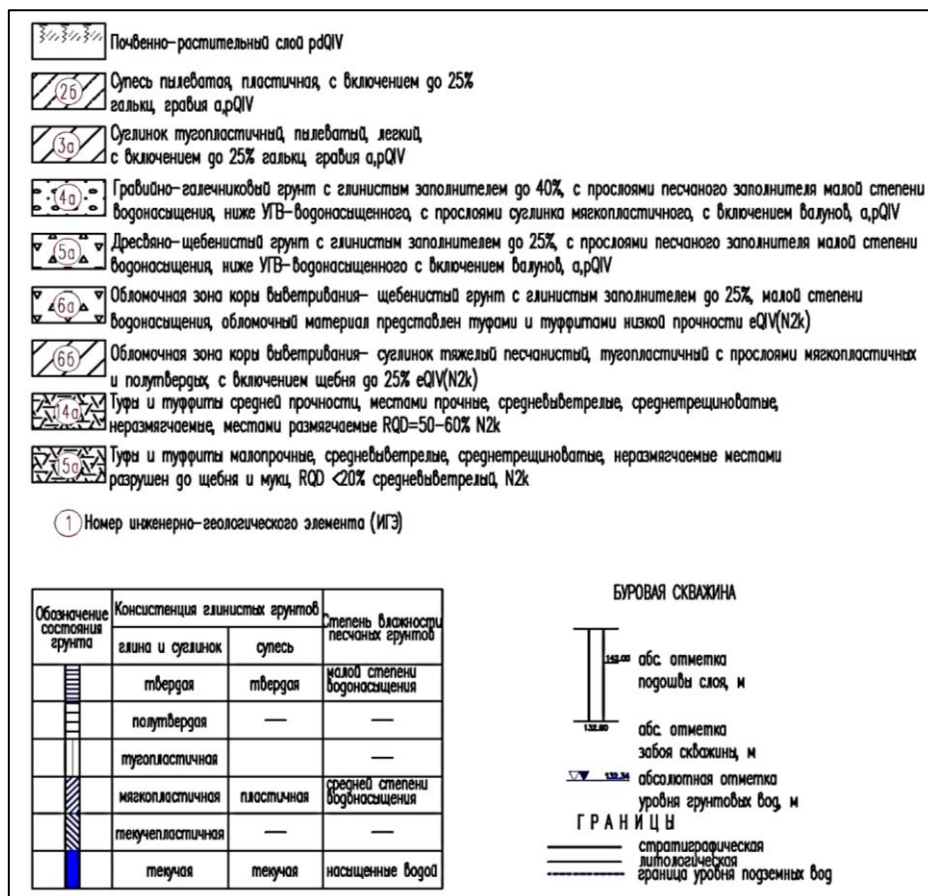 Почвенно-растительный слой pdQIV
2б
Супесь пылеватая, пластичная, с включением до 25%
гальки, гравия a,pQIV
3а
Суглинок тугопластичный, пылеватый, легкий,
с включением до 25% гальки, гравия a,pQIV
4а
Гравийно-галечниковый грунт с глинистым заполнителем до 40%, с прослоями песчаного заполнителя малой степени
водонасыщения, ниже УГВ-водонасыщенного, с прослоями суглинка мягкопластичного, с включением валунов, a,pQIV
5а
Дресвяно-щебенистый грунт с глинистым заполнителем до 25%, с прослоями песчаного заполнителя малой степени
водонасыщения, ниже УГВ-водонасыщенного с включением валунов, a,pQIV
6а
Обломочная зона коры выветривания- щебенистый грунт с глинистым заполнителем до 25%, малой степени
водонасыщения, обломочный материал представлен туфами и туффитами низкой прочности eQIV(N2k)
6б
Обломочная зона коры выветривания- суглинок тяжелый песчанистый, тугопластичный с прослоями мягкопластичных
и полутвердых, с включением щебня до 25% eQIV(N2k)
14а
Туфы и туффиты средней прочности, местами прочные, средневыветрелые, среднетрещиноватые,
неразмягчаемые, местами размягчаемые RQD=50-60% N2k
15а
Туфы и туффиты малопрочные, средневыветрелые, среднетрещиноватые, неразмягчаемые местами
разрушен до щебня и муки, RQD <20% средневыветрелый, N2k
1 Номер инженерно-геологического элемента (ИГЭ)
Обозначение
состояния
грунта
Консистенция глинистых грунтов
глина и суглинок
супесь
Степень влажности
песчаных грунтов
твердая
твердая
малой степени
водонасыщения
полутвердая
—
—
тугопластичная
—
мягкопластичная
пластичная
средней степени
водонасыщения
текучепластичная
—
—
текучая
текучая
насыщенные водой
БУРОВАЯ СКВАЖИНА
142.00
абс. отметка
подошвы слоя, м
132.90
абс. отметка
забоя скважины, м
132.34
абсолютная отметка
уровня грунтовых вод, м
ГРАНИЦЫ
стратиграфическая
литологическая
граница уровня подземных вод